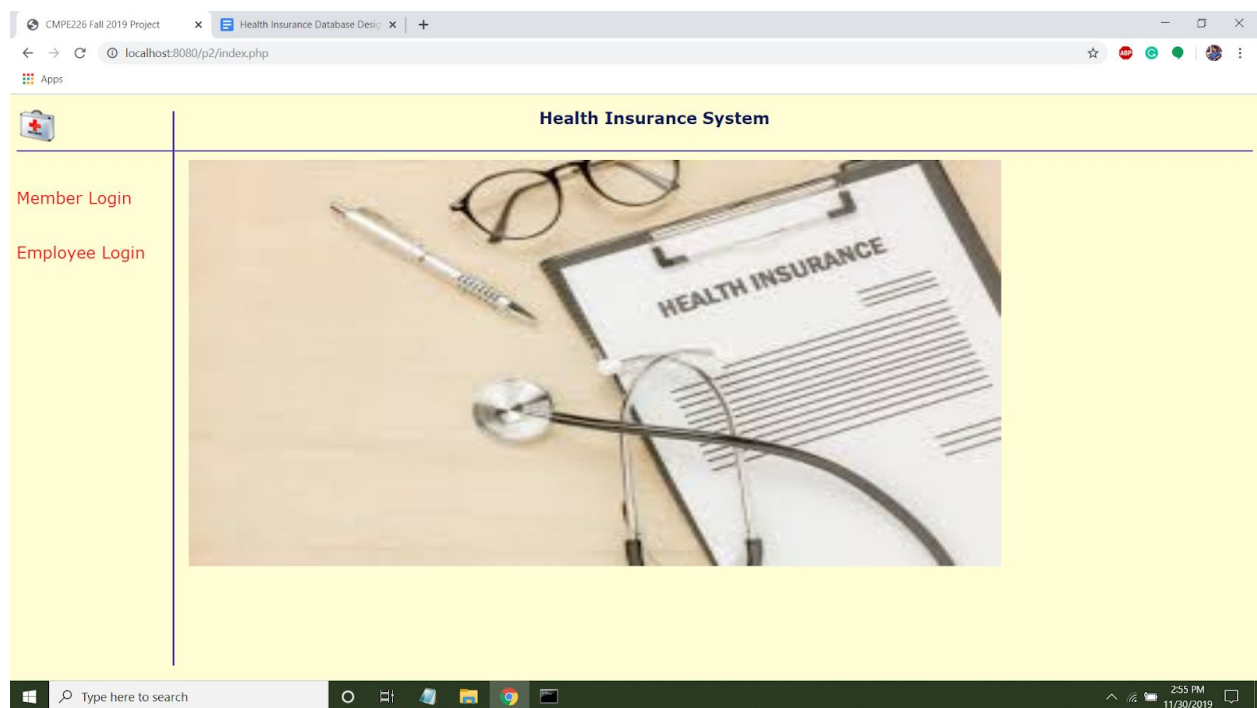 CMPE226 Fall 2019 Project
Health Insurance Database Desig
localhost:8080/p2/index.php
ABP
Apps
Health Insurance System
Member Login
Employee Login
HEALTH INSURANCE
Type here to search
2:55 PM
11/30/2019